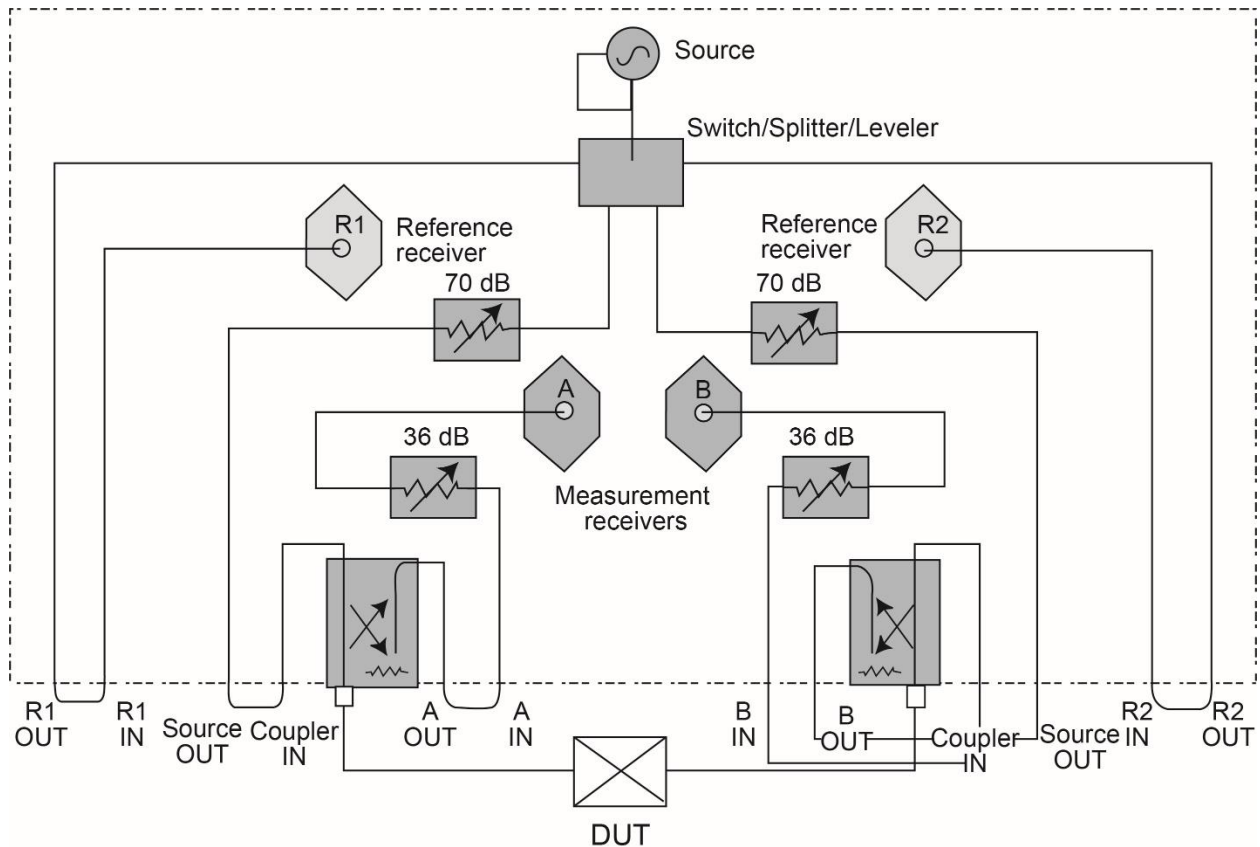 Source
Switch/Splitter/Leveler
R1
Reference
receiver
Reference
receiver
R2
70 dB
70 dB
A
B
36 dB
36 dB
Measurement
receivers
R1
OUT
R1
IN
Source
OUT
Coupler
IN
A
OUT
A
IN
B
IN
B
OUT
Coupler
IN
Source
OUT
R2
IN
R2
OUT
DUT